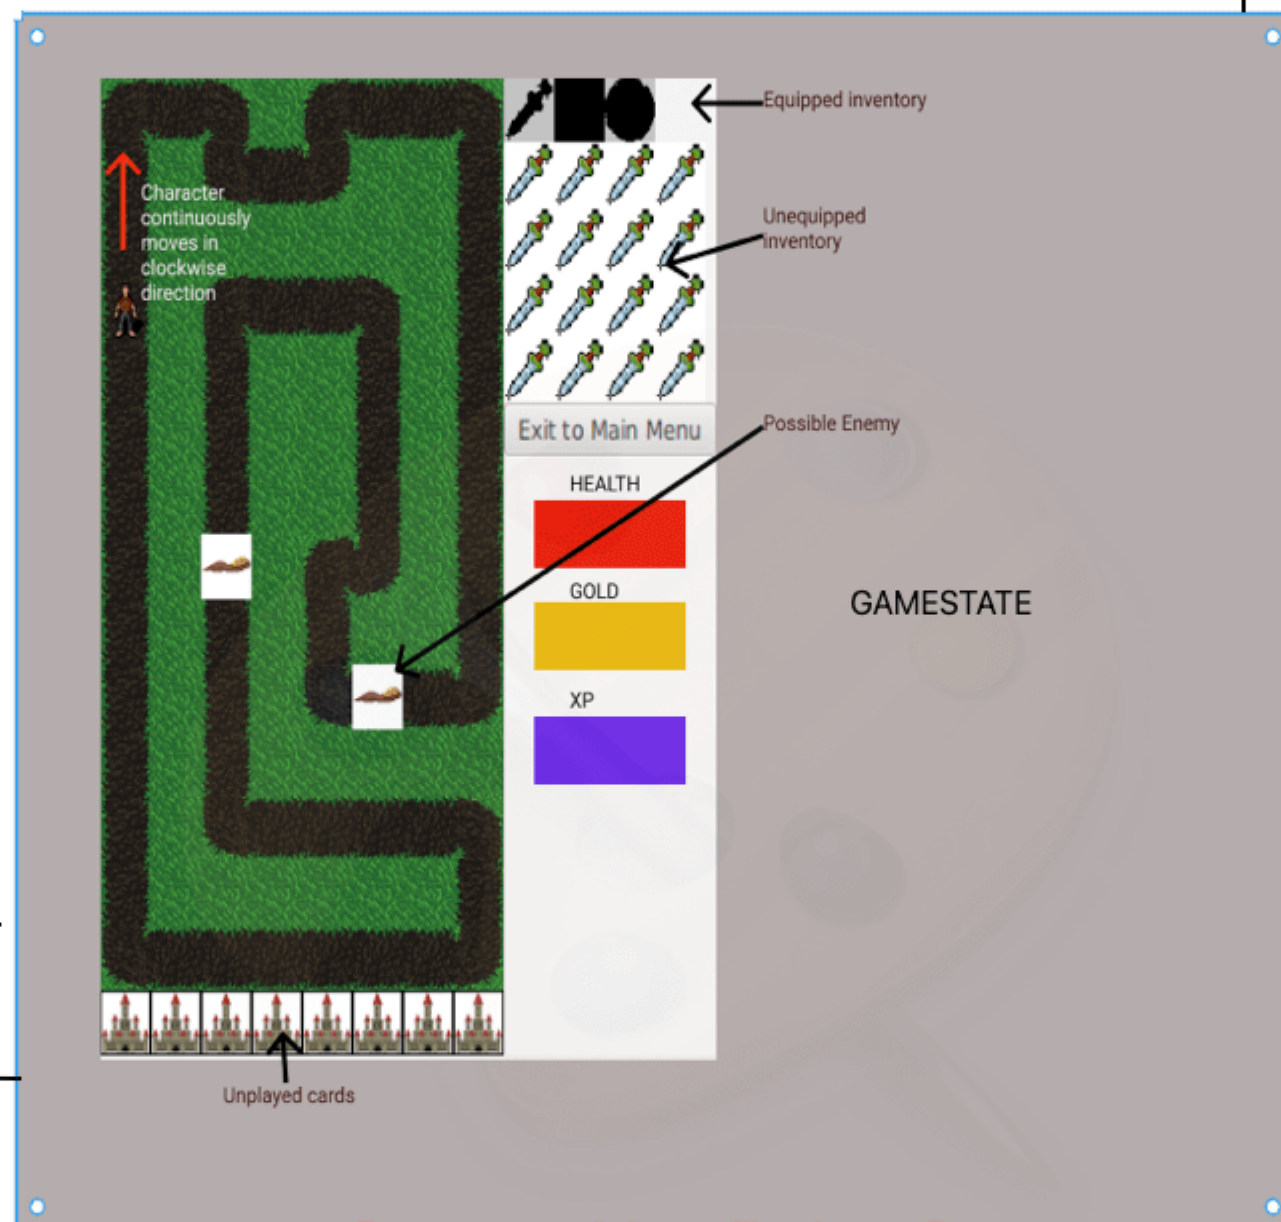 Equipped inventory
Character
continuously
moves in
clockwise
direction
Unequipped
inventory
Exit to Main Menu
Possible Enemy
HEALTH
GOLD
GAMESTATE
XP
Unplayed cards